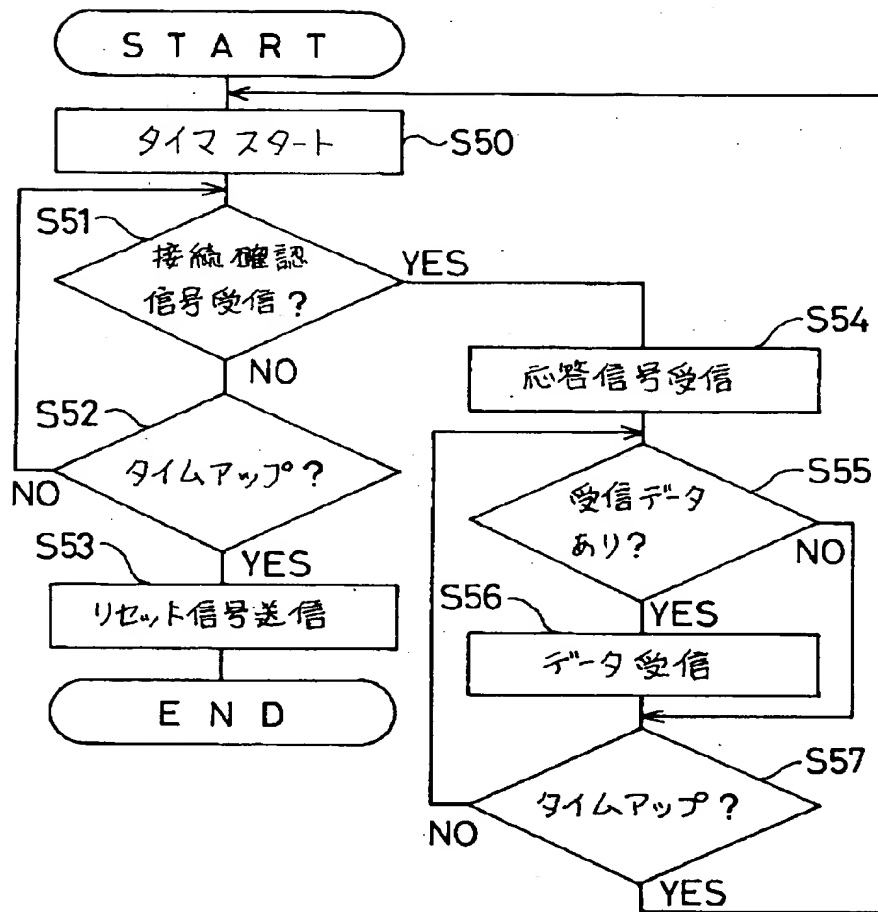 START
タイマスタート
S50
S51
接続確認
信号受信?
YES
NO
S52
タイムアップ?
NO
YES
S53
リセット信号送信
END
S54
応答信号受信
S55
受信データ
あり?
NO
YES
S56
データ受信
S57
タイムアップ?
NO
YES